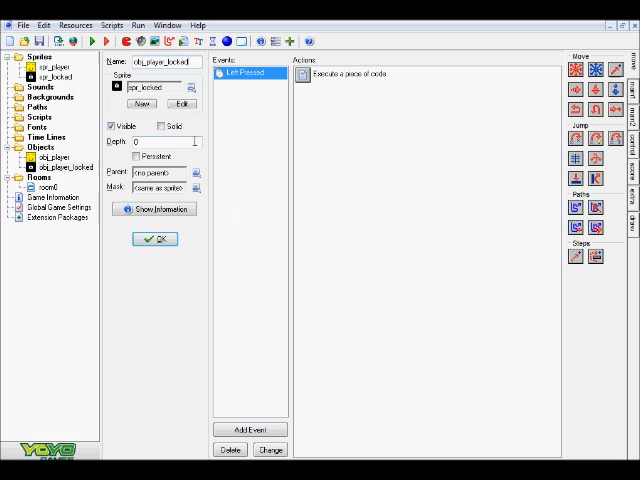 File Edit Resources Scripts Run Window Help
Sprites
spr_player
spr_locked
Sounds
Backgrounds
Paths
Scripts
Fonts
Time Lines
Objects
obj_player
obj_player_locked
Rooms
room0
Game Information
Global Game Settings
Extension Packages
YOYO
GAMES
Name: obj_player_locked
Sprite
spr_locked
New Edit
Visible Solid
Depth: 0
Persistent
Parent: <no parent>
Mask: <same as sprite>
Show Information
OK
Events:
Left Pressed
Add Event
Delete Change
Actions:
Execute a piece of code
Move
Jump
Paths
Steps
move
main1
main2
control
score
extra
draw